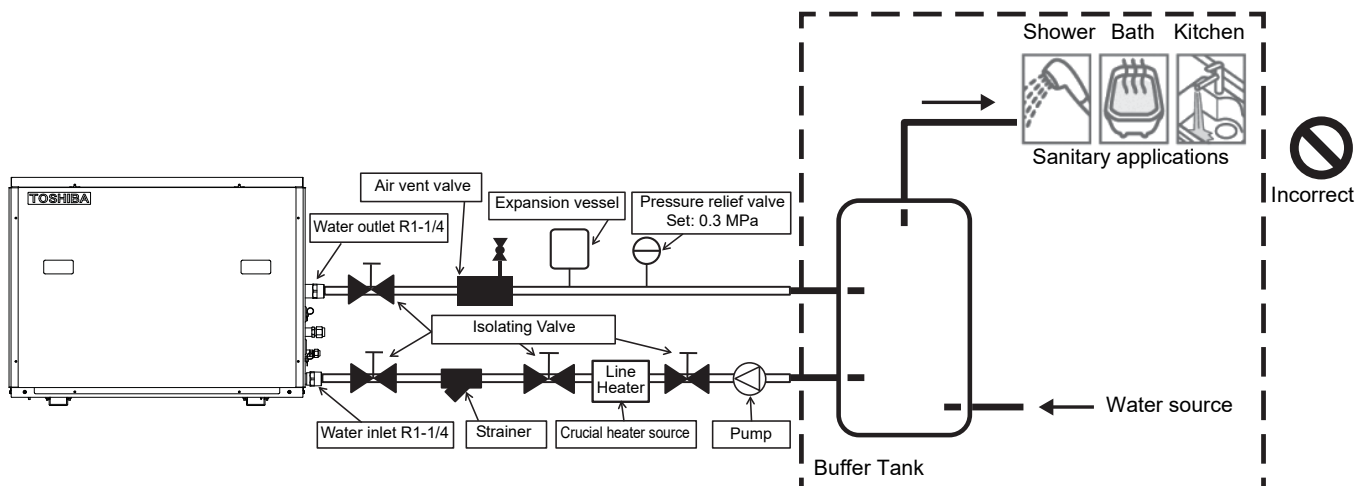 Shower Bath Kitchen
Sanitary applications
Incorrect
TOSHIBA
Air vent valve
Expansion vessel
Pressure relief valve
Set: 0.3 MPa
Water outlet R1-1/4
Isolating Valve
Line
Heater
Water inlet R1-1/4
Strainer
Crucial heater source
Pump
Water source
Buffer Tank